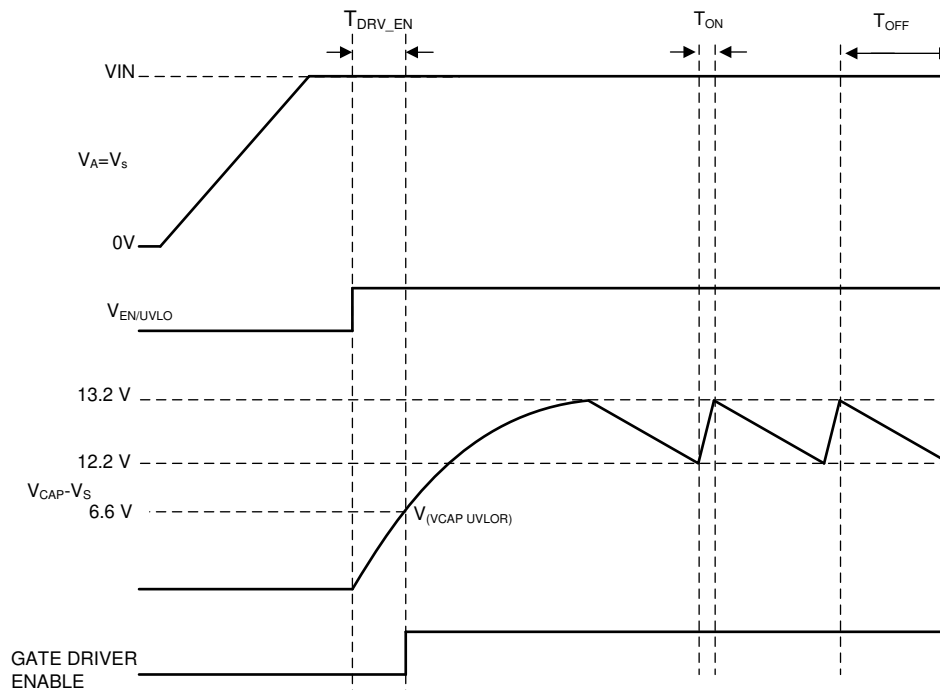 T_DRV_EN
T_ON
T_OFF
VIN
V_A=V_s
0V
V_EN/UVLO
13.2 V
12.2 V
V_CAP-V_S
6.6 V
V_(VCAP UVLOR)
GATE DRIVER
ENABLE